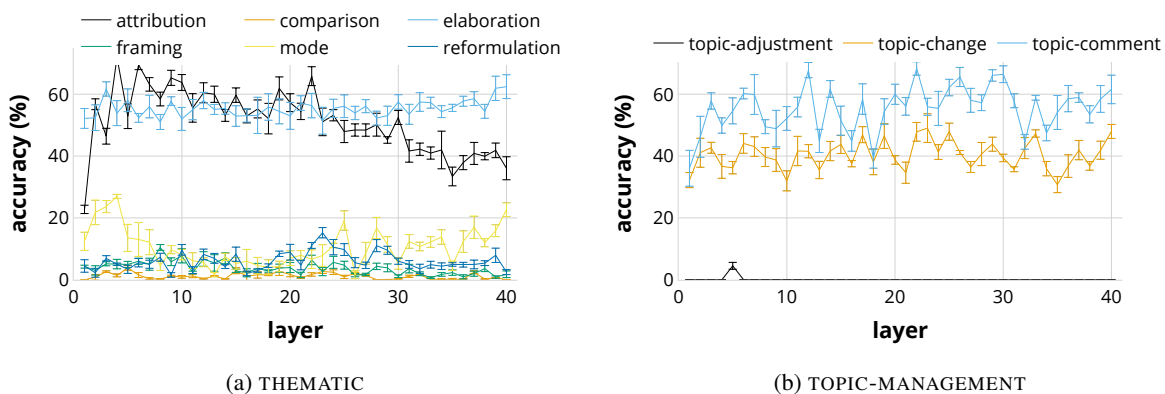 attribution comparison elaboration
framing mode reformulation
accuracy (%)
60
40
20
0
0 10 20 30 40
layer
(a) THEMATIC
topic-adjustment topic-change topic-comment
accuracy (%)
60
40
20
0
0 10 20 30 40
layer
(b) TOPIC-MANAGEMENT